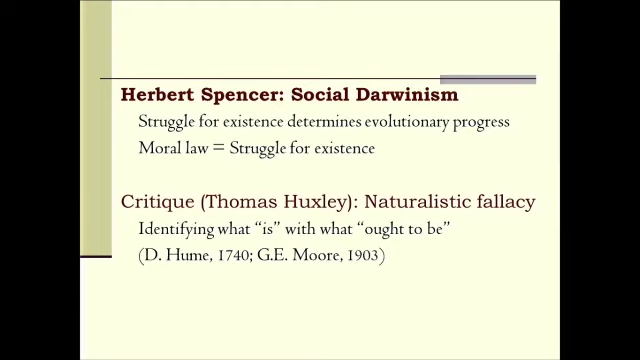 Herbert Spencer: Social Darwinism
Struggle for existence determines evolutionary progress
Moral law = Struggle for existence
Critique (Thomas Huxley): Naturalistic fallacy
Identifying what “is” with what “ought to be”
(D. Hume, 1740; G.E. Moore, 1903)